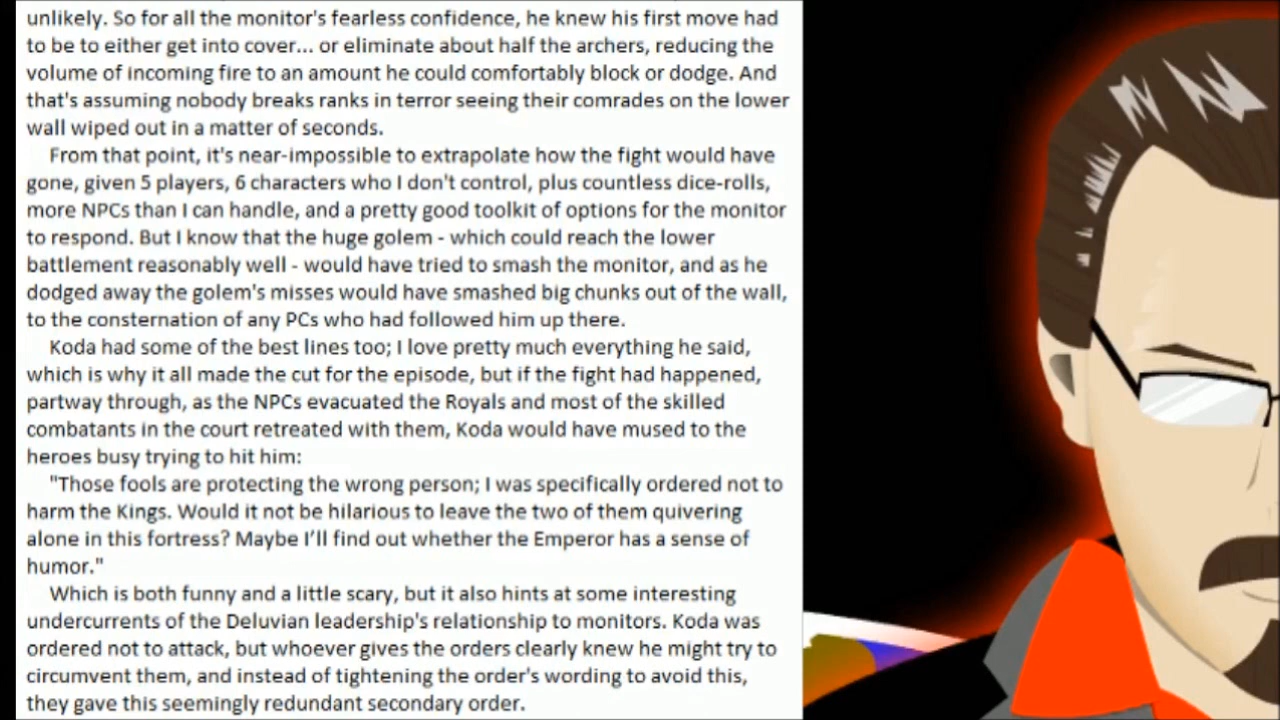 unlikely. So for all the monitor's fearless confidence, he knew his first move had
to be to either get into cover... or eliminate about half the archers, reducing the
volume of incoming fire to an amount he could comfortably block or dodge. And
that's assuming nobody breaks ranks in terror seeing their comrades on the lower
wall wiped out in a matter of seconds.
From that point, it's near-impossible to extrapolate how the fight would have
gone, given 5 players, 6 characters who I don't control, plus countless dice-rolls,
more NPCs than I can handle, and a pretty good toolkit of options for the monitor
to respond. But I know that the huge golem - which could reach the lower
battlement reasonably well - would have tried to smash the monitor, and as he
dodged away the golem's misses would have smashed big chunks out of the wall,
to the consternation of any PCs who had followed him up there.
Koda had some of the best lines too; I love pretty much everything he said,
which is why it all made the cut for the episode, but if the fight had happened,
partway through, as the NPCs evacuated the Royals and most of the skilled
combatants in the court retreated with them, Koda would have mused to the
heroes busy trying to hit him:
"Those fools are protecting the wrong person; I was specifically ordered not to
harm the Kings. Would it not be hilarious to leave the two of them quivering
alone in this fortress? Maybe I’ll find out whether the Emperor has a sense of
humor."
Which is both funny and a little scary, but it also hints at some interesting
undercurrents of the Deluvian leadership's relationship to monitors. Koda was
ordered not to attack, but whoever gives the orders clearly knew he might try to
circumvent them, and instead of tightening the order's wording to avoid this,
they gave this seemingly redundant secondary order.